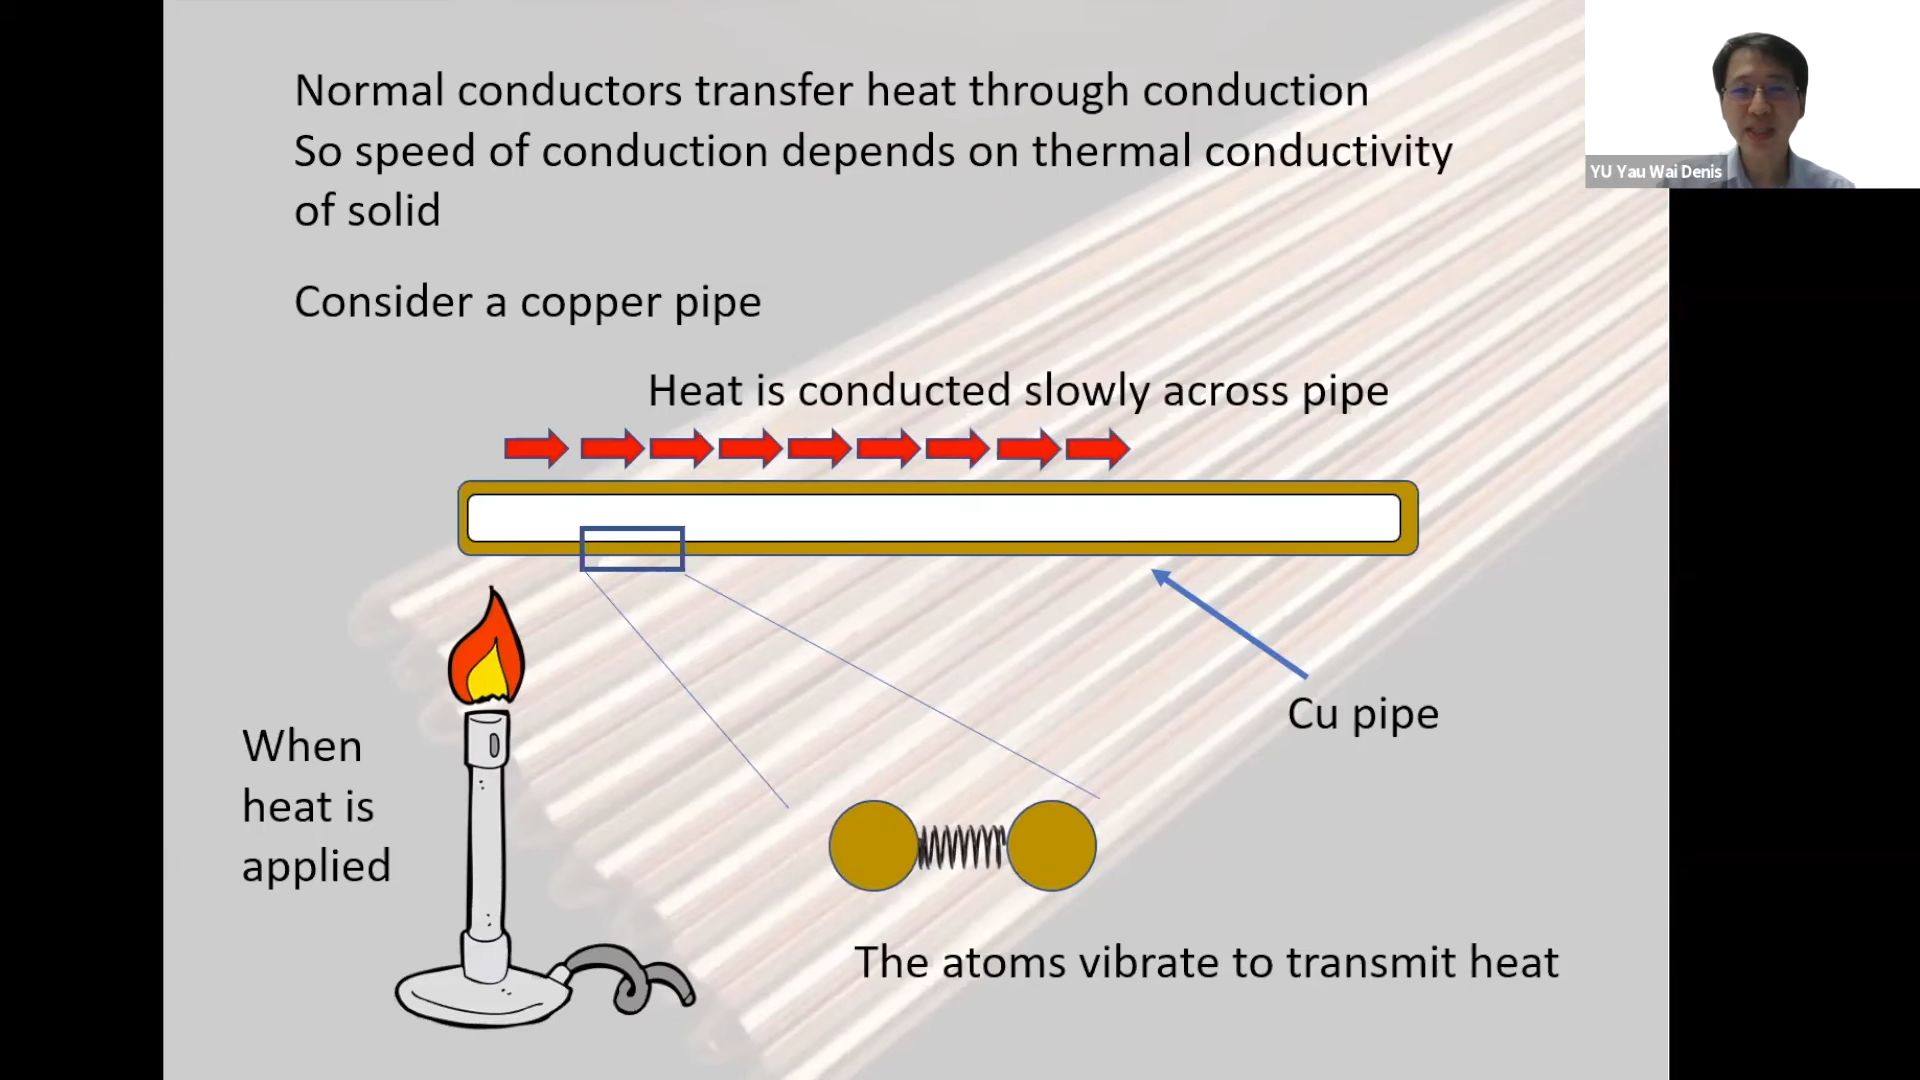 Normal conductors transfer heat through conduction
So speed of conduction depends on thermal conductivity
of solid
YU Yau Wai Denis
Consider a copper pipe
Heat is conducted slowly across pipe
Cu pipe
When
heat is
applied
The atoms vibrate to transmit heat